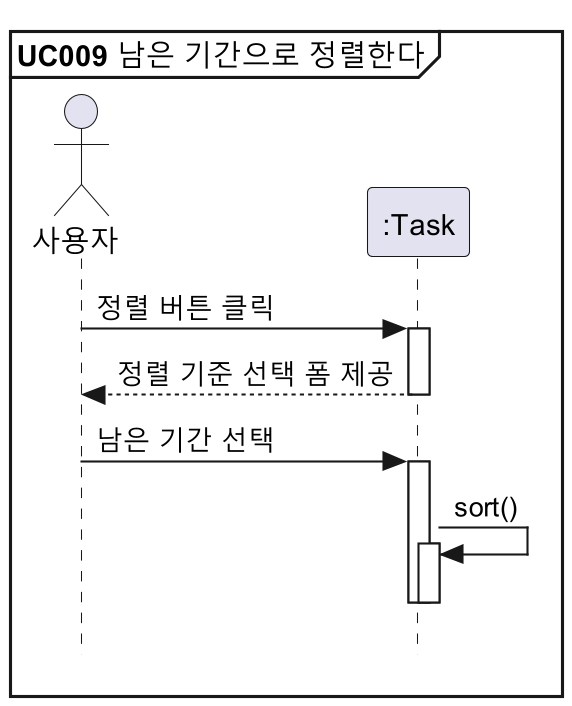 UC009 남은 기간으로 정렬한다
사용자
:Task
정렬 버튼 클릭
정렬 기준 선택 폼 제공
남은 기간 선택
sort()